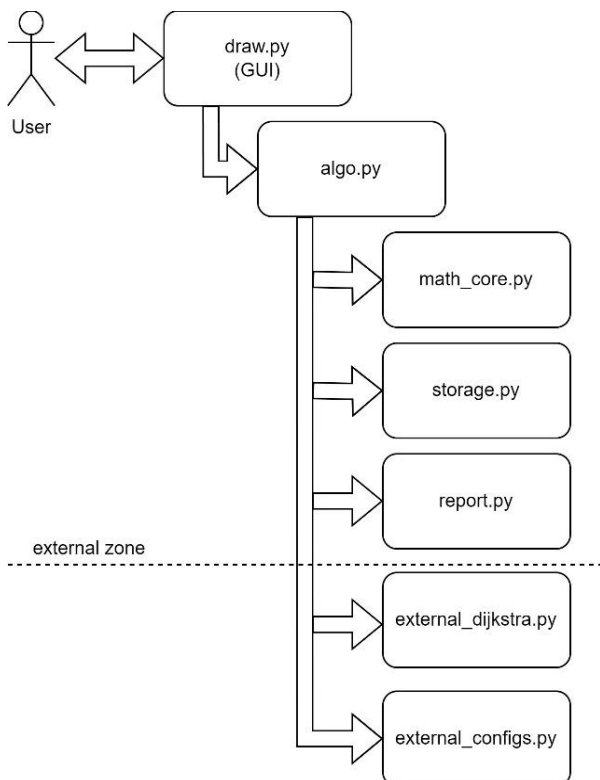 draw.py
(GUI)
User
algo.py
math_core.py
storage.py
report.py
external zone
external_dijkstra.py
external_configs.py